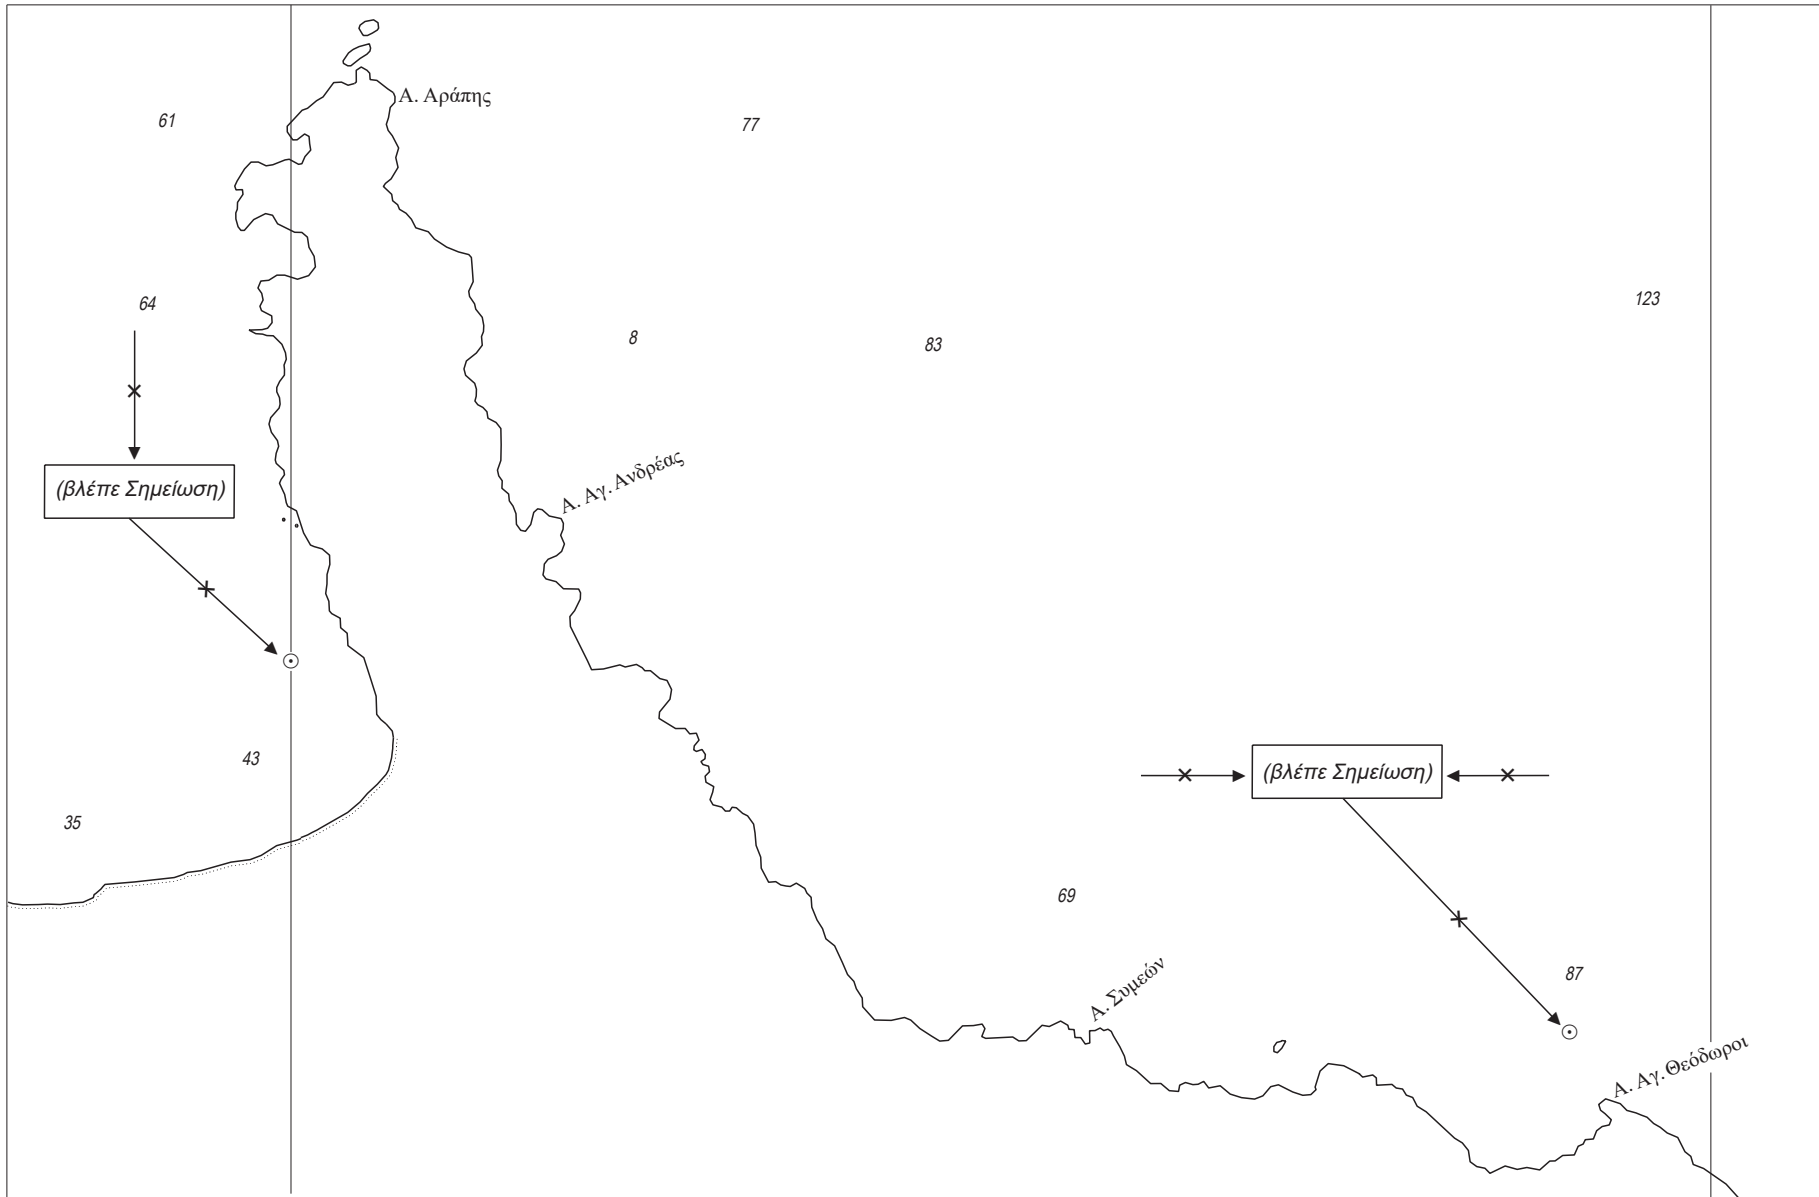 Α. Αράπης
61
77
123
64
8
83
Α. Αγ. Ανδρέας
(βλέπε Σημείωση)
43
(βλέπε Σημείωση)
35
69
Α. Συμεών
87
Α. Αγ. Θεόδωροι